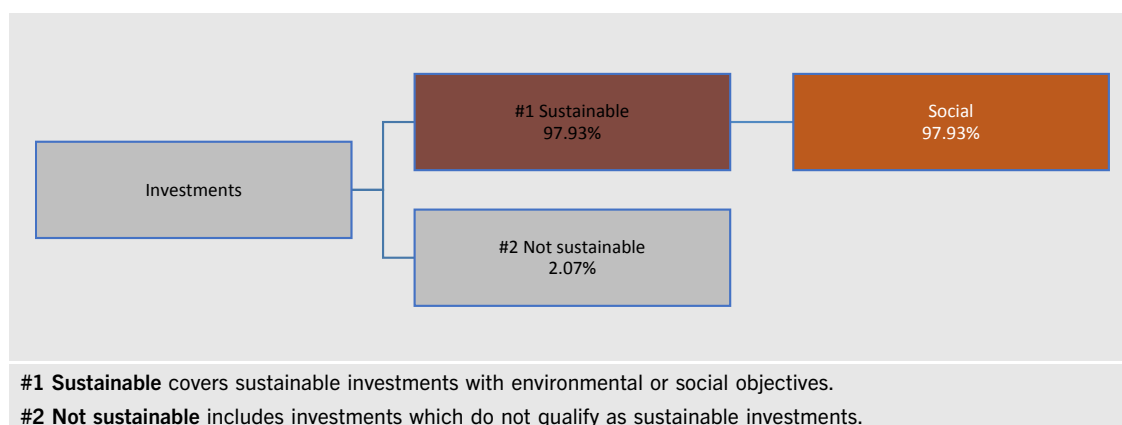 Investments
#1 Sustainable
97.93%
Social
97.93%
#2 Not sustainable
2.07%
#1 Sustainable covers sustainable investments with environmental or social objectives.
#2 Not sustainable includes investments which do not qualify as sustainable investments.